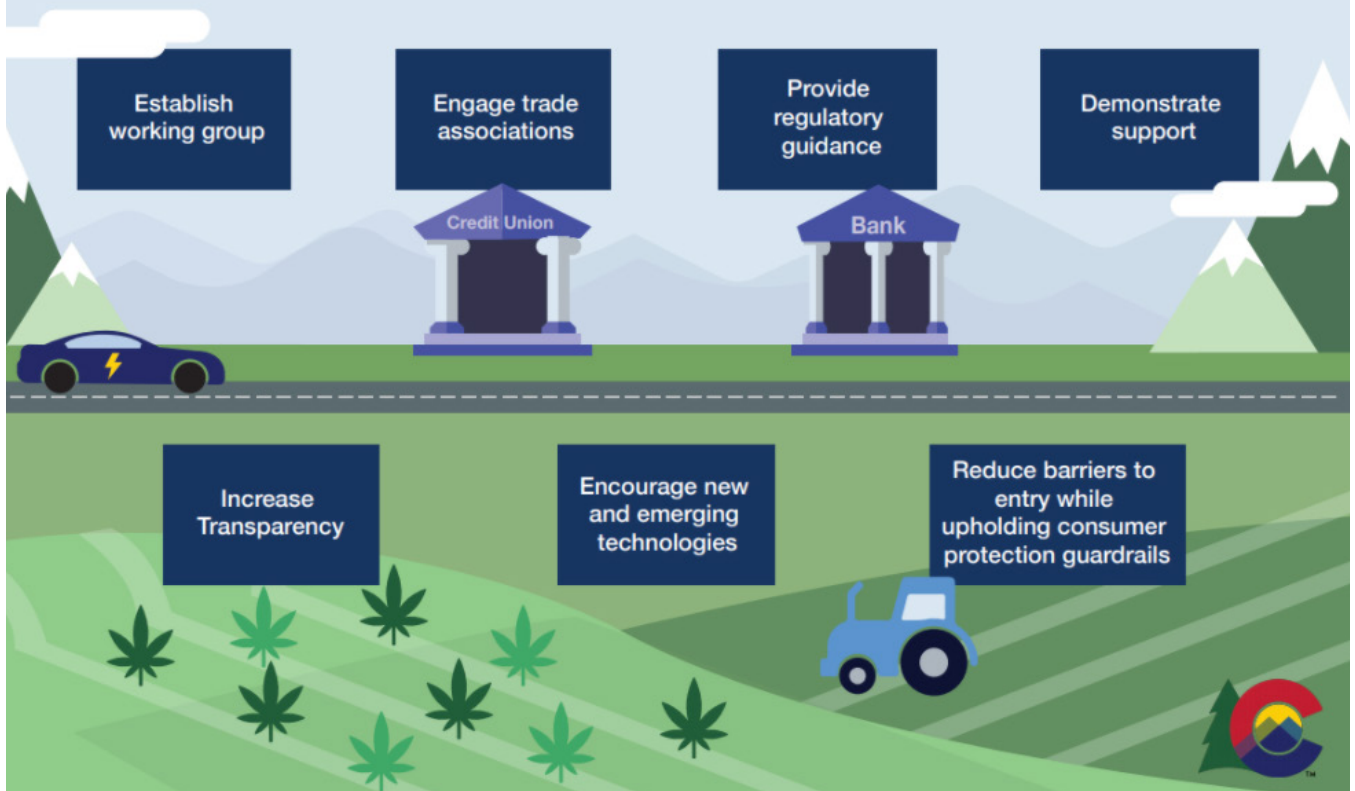 Establish
working group
Engage trade
associations
Provide
regulatory
guidance
Demonstrate
support
Credit Union
Bank
Increase
Transparency
Encourage new
and emerging
technologies
Reduce barriers to
entry while
upholding consumer
protection guardrails
TM